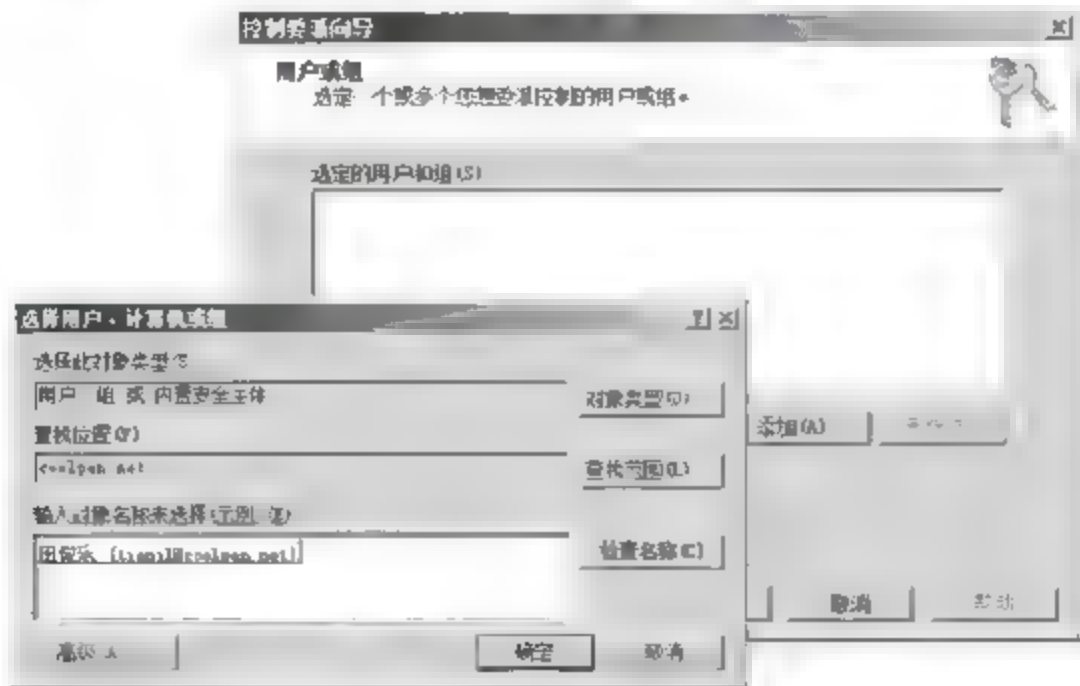 控制委派向导
用户或组
选定一个或多个您想委派控制的用户或组。
选定的用户和组(S)
添加(A)
取消
选择用户、计算机或组
选择此对象类型(S)
用户、组 或 内置安全主体
对象类型(O)
查找位置(F)
coolpen.net
查找范围(L)
输入对象名称来选择(示例)(E)
检查名称(C)
高级(A)
确定
取消